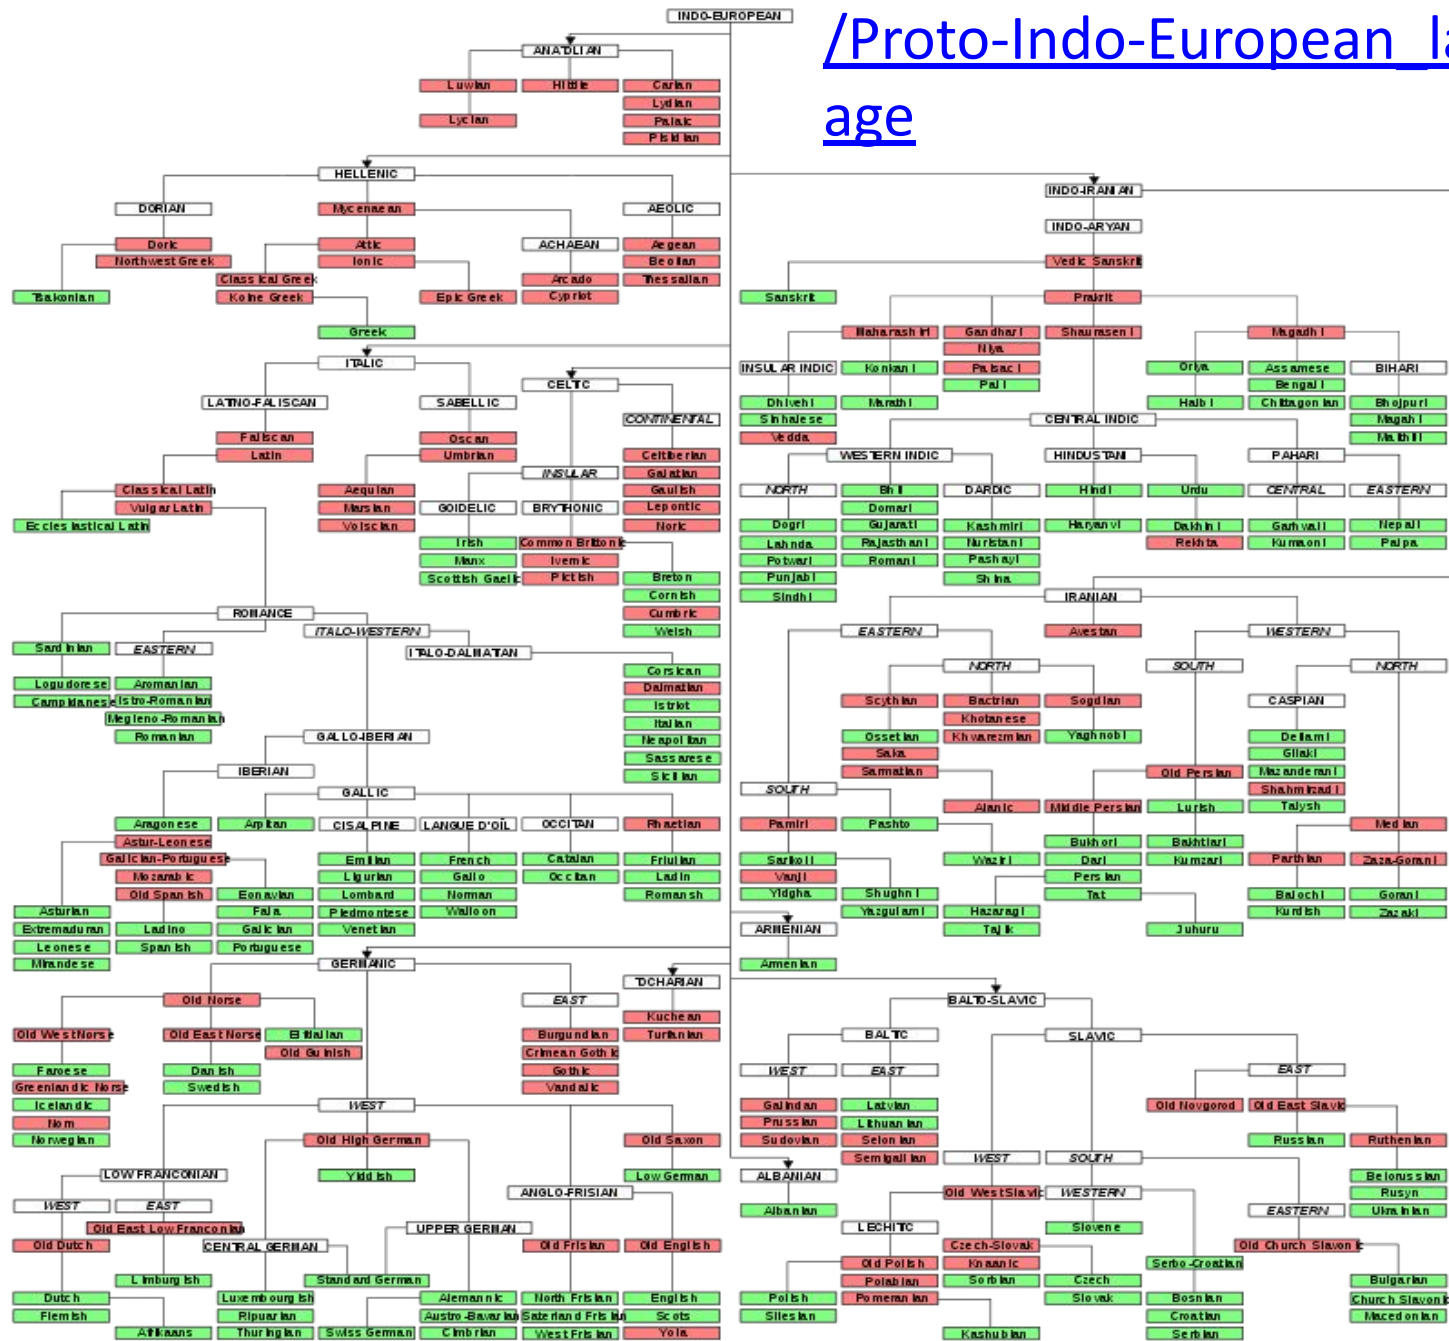 INDO-EUROPEAN
/Proto-Indo-European_la
age
ANATOLIAN
Luwian
Hittite
Carian
Lydian
Lycian
Palaic
Pisidian
HELLENIC
DORIAN
Mycenaean
AEOLIC
Doric
Attic
ACHAEAN
Aegean
Northwest Greek
Ionic
Beotian
Classical Greek
Arcado
Thessalian
Tsakonian
Koine Greek
Epic Greek
Cypriot
Greek
ITALIC
CELTIC
LATINO-FALISCAN
SABELLIC
CONTINENTAL
Faliscan
Oscan
Latin
Umbrian
Celtiberian
INSULAR
Galatian
Classical Latin
Aequian
Gaulish
Vulgar Latin
Marsian
GOIDELIC
BRYTHONIC
Lepontic
Ecclesiastical Latin
Volscian
Noric
Irish
Common Brittonic
Manx
Ivernic
Scottish Gaelic
Pictish
Breton
Cornish
Cumbric
Welsh
ROMANCE
ITALO-WESTERN
Sardinian
EASTERN
ITALO-DALMATIAN
Corsican
Logudorese
Aromanian
Dalmatian
Campidanese
Istro-Romanian
Istriot
Megleno-Romanian
Italian
Romanian
GALLO-IBERIAN
Neapolitan
Sassarese
IBERIAN
Sicilian
GALLIC
Aragonese
Arpitan
CISALPINE
LANGUE D'OÏL
OCCITAN
Rhaetian
Astur-Leonese
Galician-Portuguese
Emilian
French
Catalan
Friulian
Mozarabic
Ligurian
Gallo
Occitan
Ladin
Old Spanish
Eonavian
Lombard
Norman
Romansh
Asturian
Fala
Piedmontese
Walloon
Extremaduran
Ladino
Galician
Venetian
Leonese
Spanish
Portuguese
Mirandese
GERMANIC
TOCHARIAN
Old Norse
EAST
Kuchean
Old West Norse
Old East Norse
Elfdalian
Burgundian
Turfanian
Old Gutnish
Crimean Gothic
Faroese
Danish
Gothic
Greenlandic Norse
Swedish
Vandalic
Icelandic
WEST
Norn
Norwegian
Old High German
Old Saxon
LOW FRANCONIAN
Yiddish
Low German
WEST
EAST
ANGLO-FRISIAN
Old East Low Franconian
UPPER GERMAN
Old Dutch
CENTRAL GERMAN
Old Frisian
Old English
Limburgish
Standard German
Dutch
Luxembourgish
Alemannic
North Frisian
English
Flemish
Ripuarian
Austro-Bavarian
Saterland Frisian
Scots
Afrikaans
Thuringian
Swiss German
Cimbrian
West Frisian
Yola
INDO-IRANIAN
INDO-ARYAN
Vedic Sanskrit
Sanskrit
Prakrit
Maharashtri
Gandhari
Shauraseni
Magadhi
Niya
INSULAR INDIC
Konkani
Paisaci
Oriya
Assamese
BIHARI
Pali
Bengali
Dhivehi
Marathi
Halbi
Chittagonian
Bhojpuri
Sinhalese
CENTRAL INDIC
Magahi
Vedda
Maithili
WESTERN INDIC
HINDUSTANI
PAHARI
NORTH
Bhil
DARDIC
Hindi
Urdu
CENTRAL
EASTERN
Domari
Dogri
Gujarati
Kashmiri
Haryanvi
Dakhini
Garhwali
Nepali
Lahnda
Rajasthani
Nuristani
Rekhta
Kumaoni
Palpa
Potwari
Romani
Pashayi
Punjabi
Shina
Sindhi
IRANIAN
EASTERN
Avestan
WESTERN
NORTH
SOUTH
NORTH
Scythian
Bactrian
Sogdian
CASPIAN
Khotanese
Ossetian
Khwarezmian
Yaghnobi
Deilami
Saka
Gilaki
Sarmatian
Old Persian
Mazanderani
SOUTH
Shahmirzadi
Alanic
Middle Persian
Lurish
Talysh
Pamiri
Pashto
Median
Bukhori
Bakhtiari
Sarikoli
Waziri
Dari
Kumzari
Parthian
Zaza-Gorani
Vanji
Persian
Yidgha
Shughni
Tat
Balochi
Gorani
Yazgulami
Hazaragi
Kurdish
Zazaki
ARMENIAN
Tajik
Juhuru
Armenian
BALTO-SLAVIC
BALTIC
SLAVIC
WEST
EAST
EAST
Galindan
Latvian
Old Novgorod
Old East Slavic
Prussian
Lithuanian
Sudovian
Selonian
Russian
Ruthenian
Semigallian
WEST
SOUTH
ALBANIAN
Belorussian
Old West Slavic
WESTERN
Rusyn
Albanian
EASTERN
Ukrainian
LECHITIC
Slovene
Czech-Slovak
Old Church Slavonic
Old Polish
Knaanic
Serbo-Croatian
Polabian
Sorbian
Czech
Bulgarian
Polish
Pomeranian
Slovak
Bosnian
Church Slavonic
Silesian
Croatian
Macedonian
Kashubian
Serbian